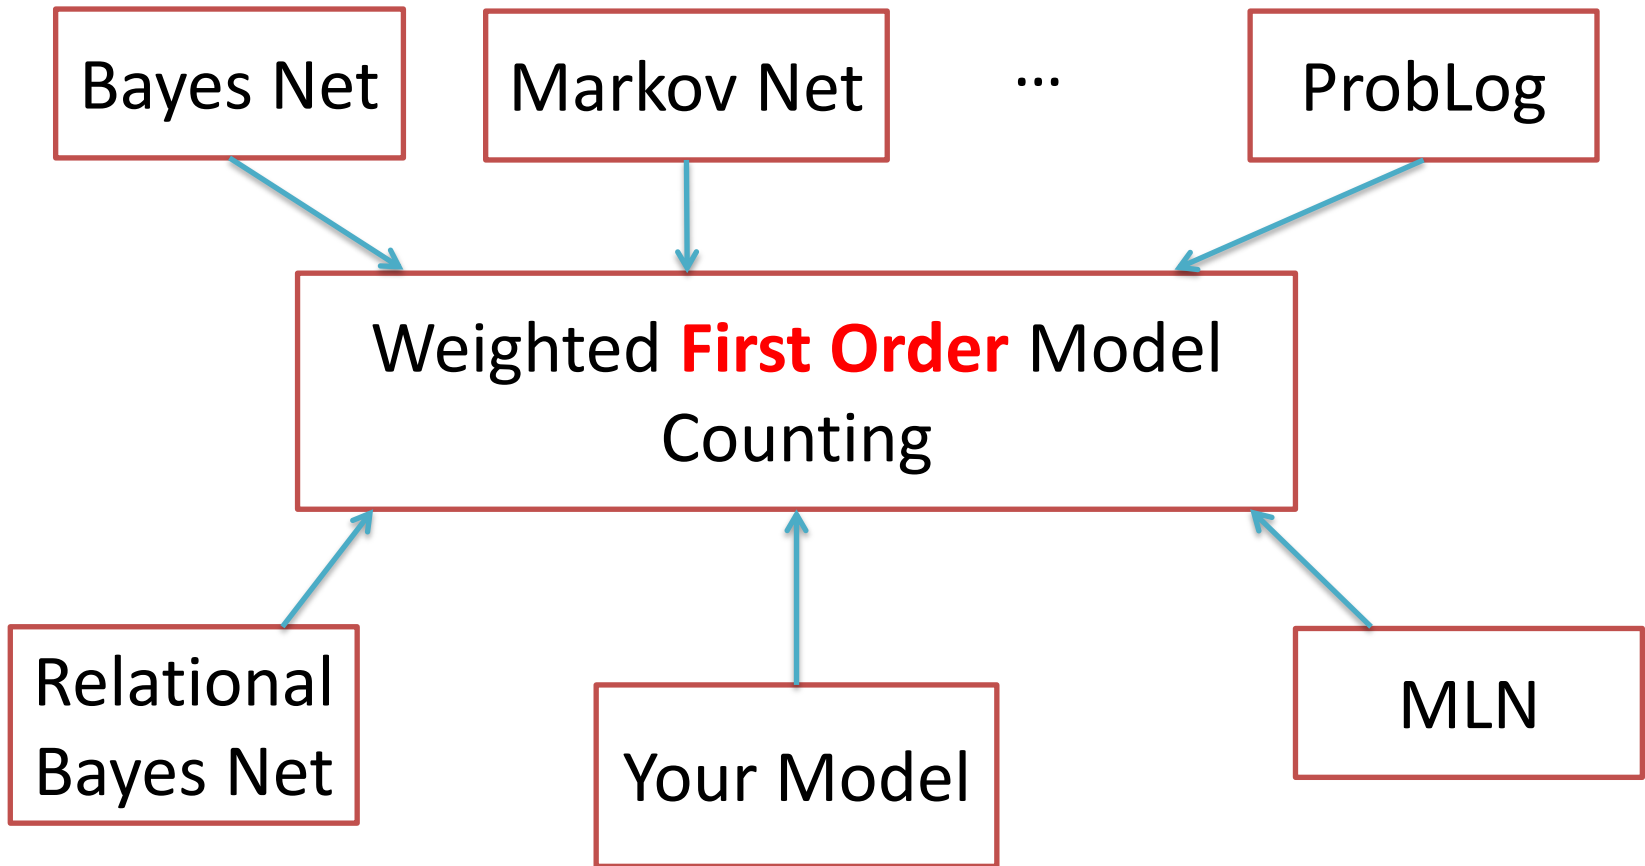 Bayes Net
Markov Net
...
ProbLog
Weighted First Order Model
Counting
Relational
Bayes Net
Your Model
MLN